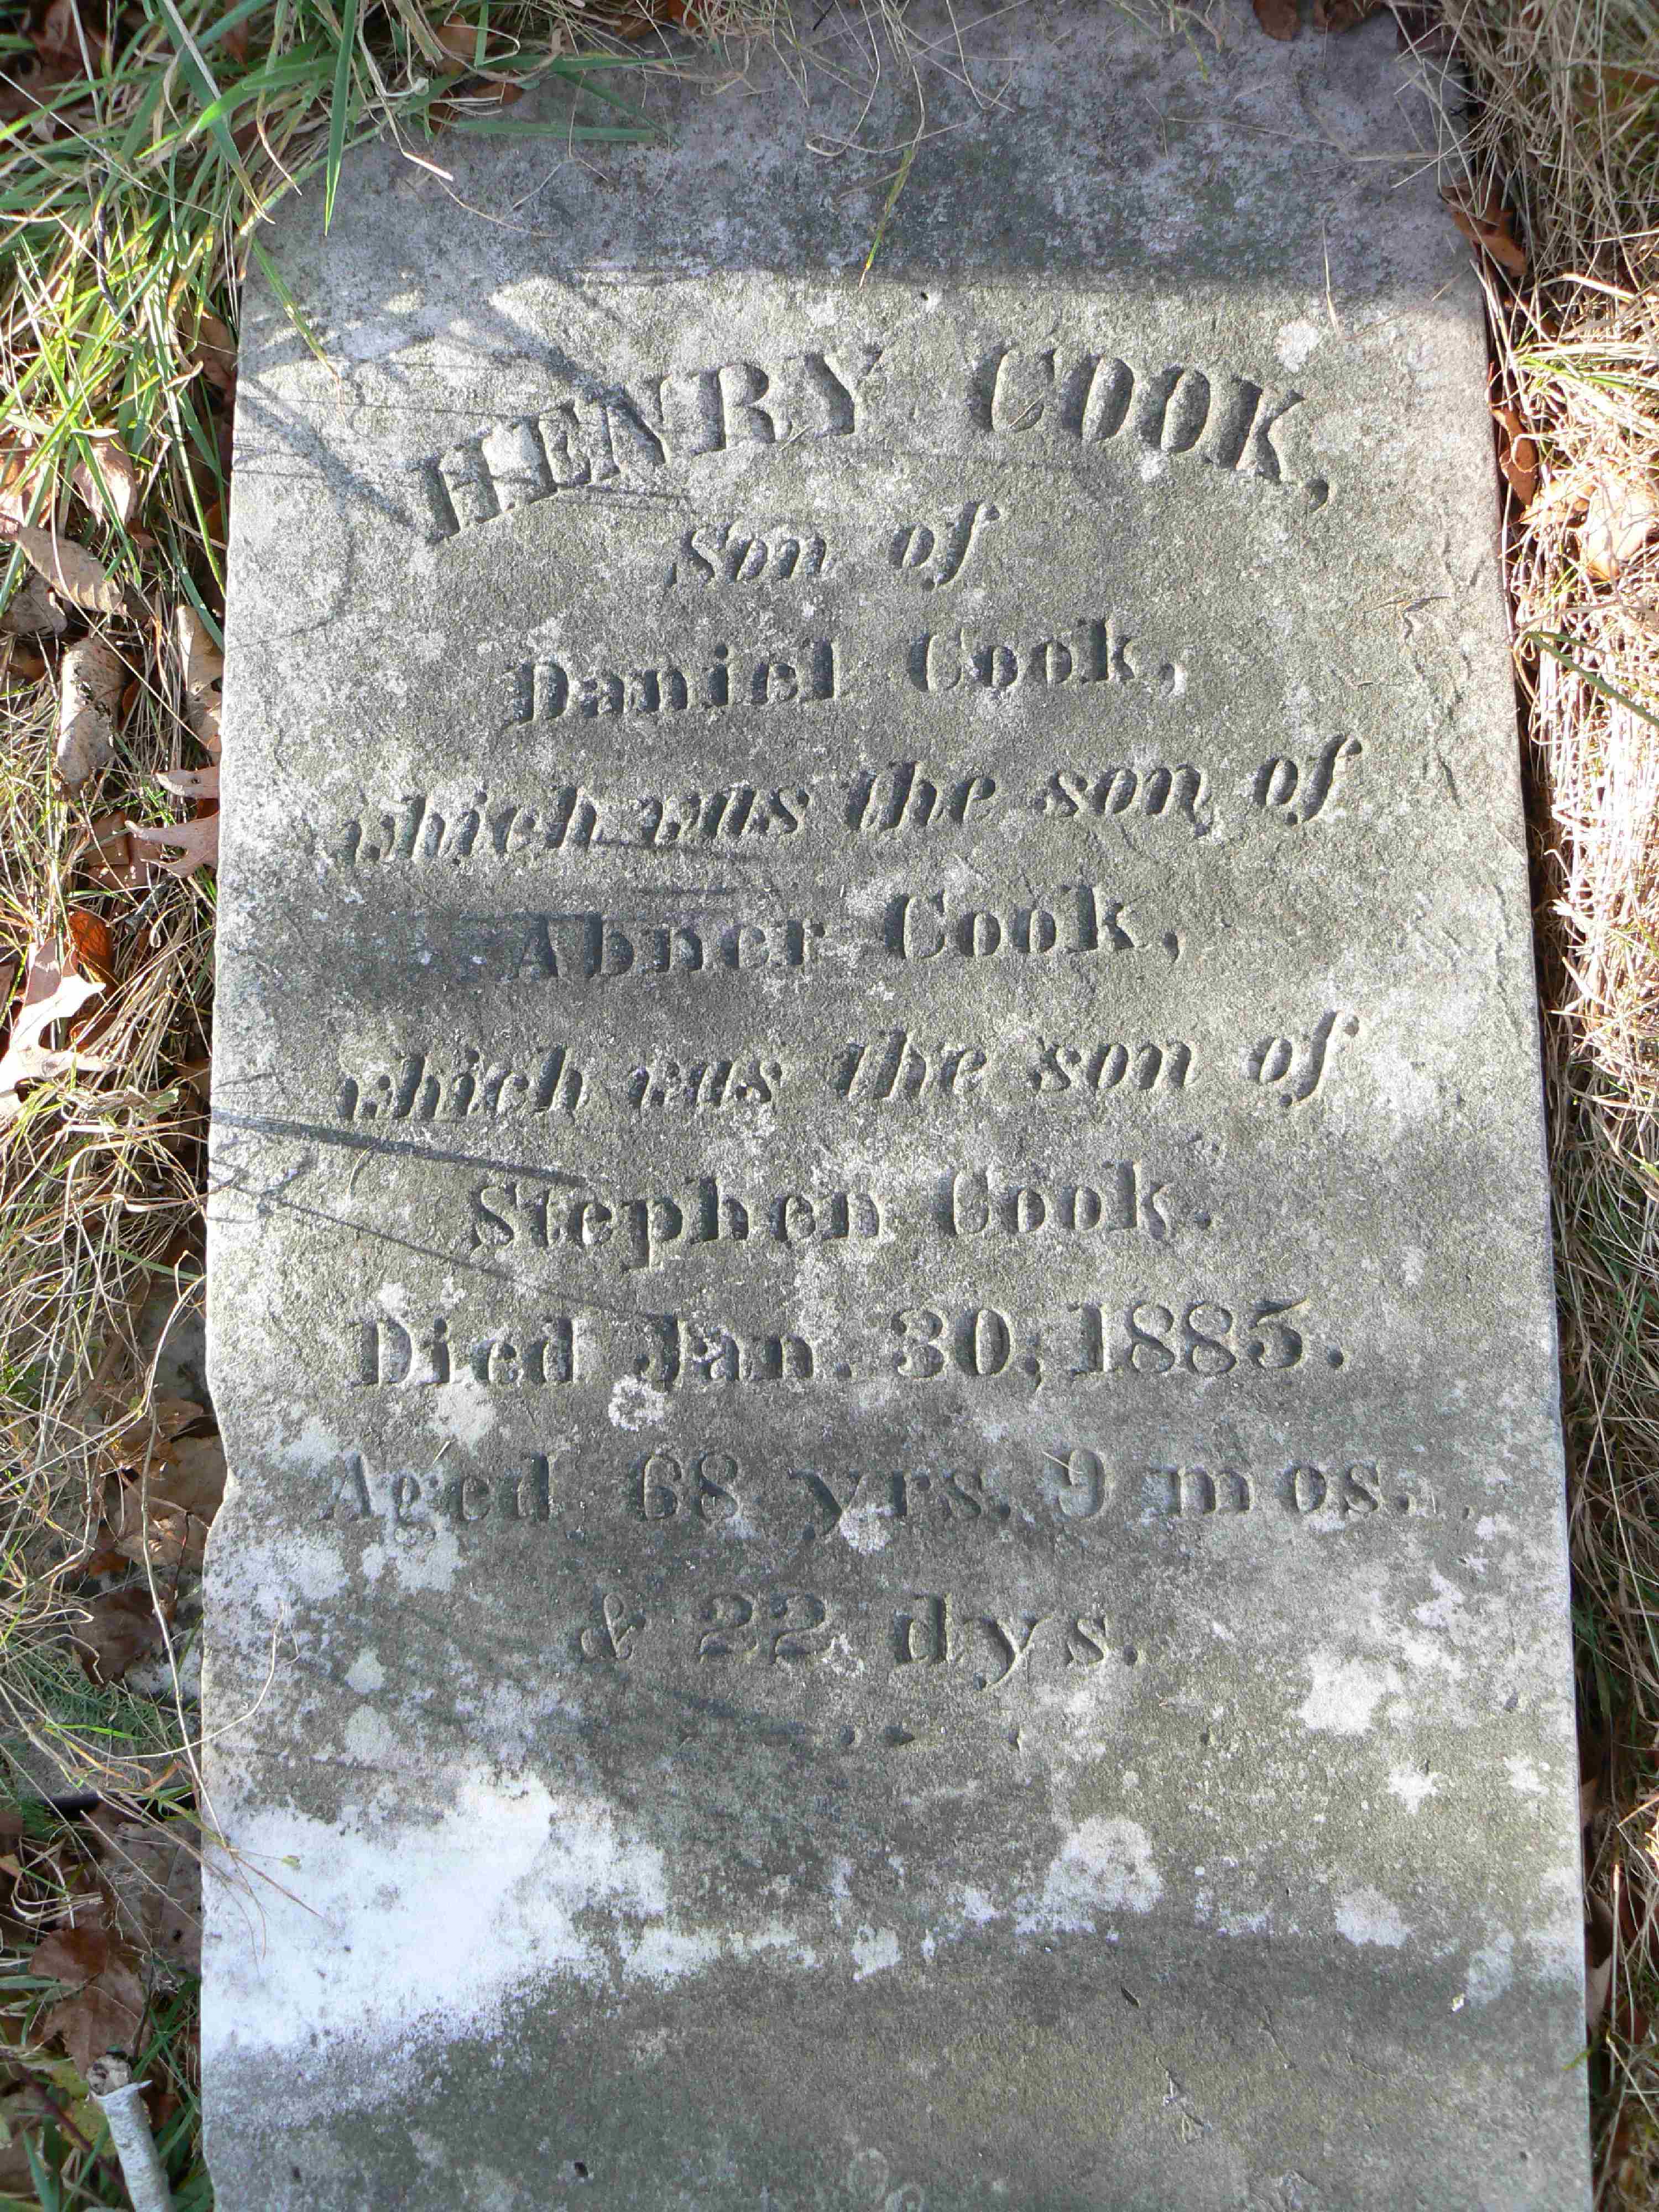 HENRY COOK,
son of
Daniel Cook,
which was the son of
Abner Cook,
which was the son of
Stephen Cook.
Died Jan. 30, 1885.
Aged 68 yrs. 9 mos.
& 22 dys.